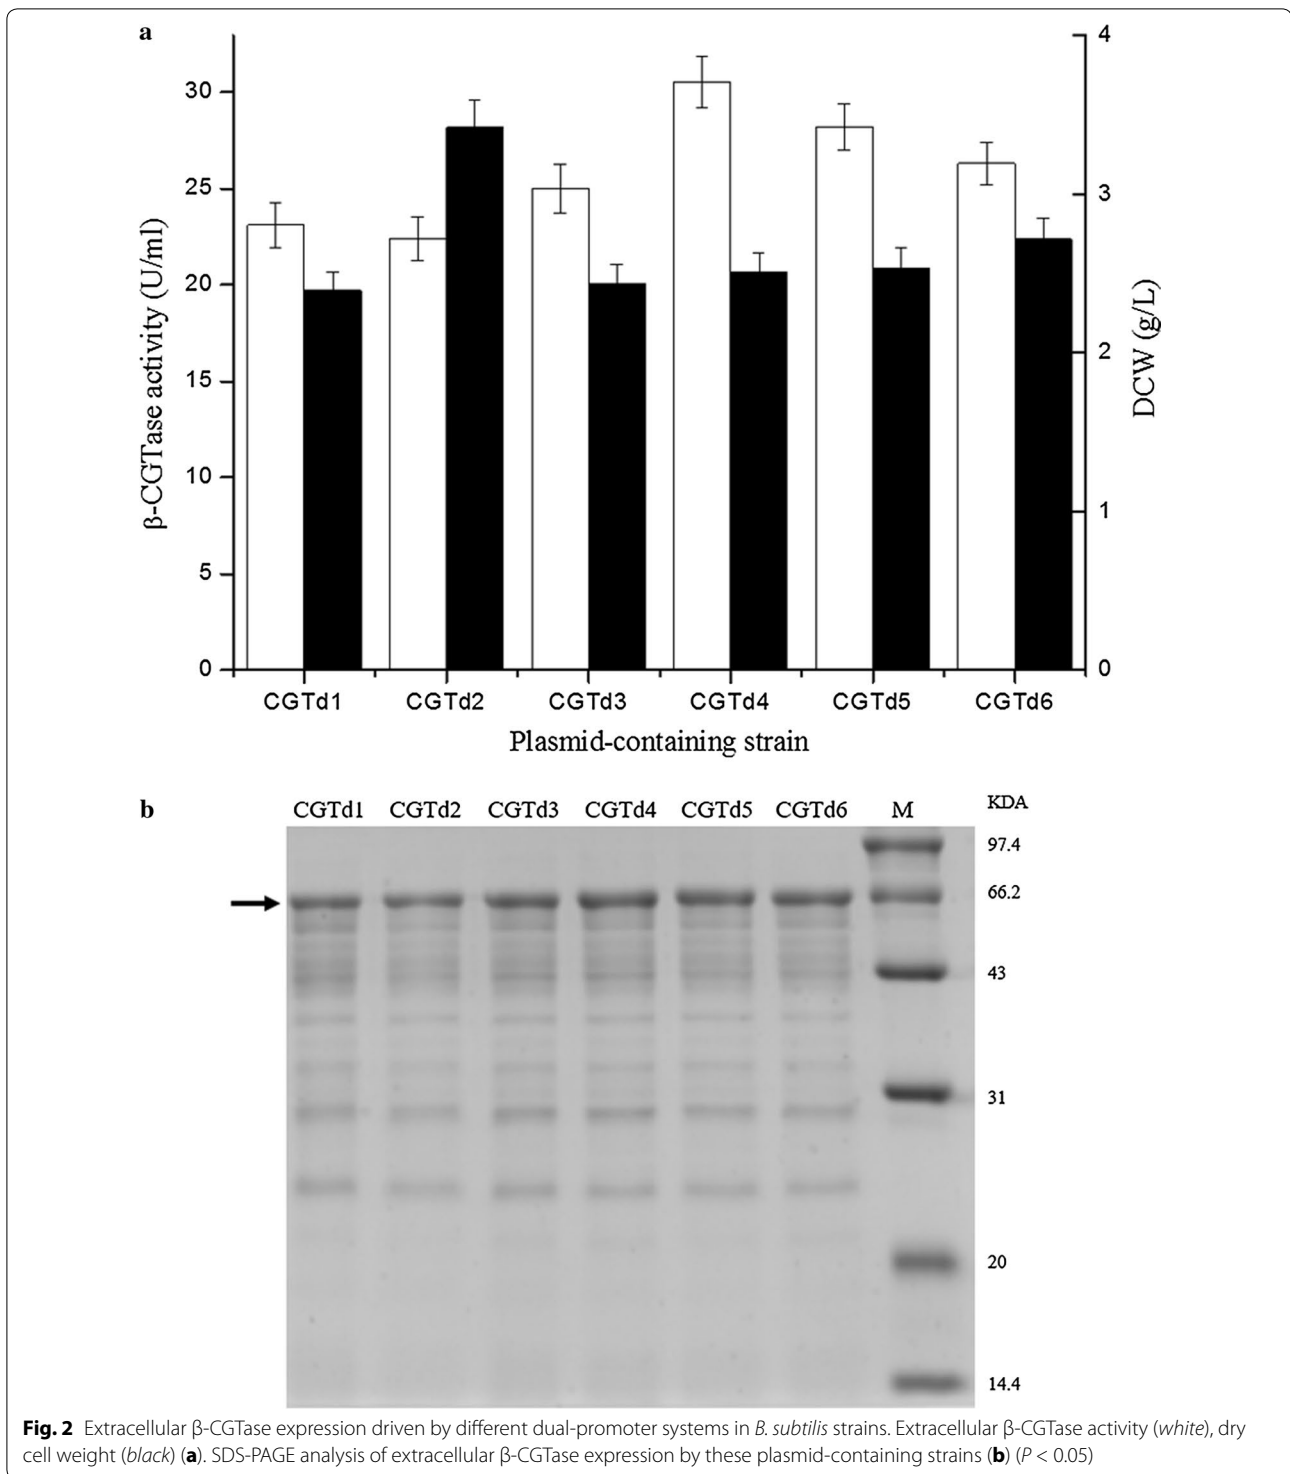 a
30
25
20
15
10
5
0
β-CGTase activity (U/ml)
4
3
2
1
0
DCW (g/L)
CGTd1 CGTd2 CGTd3 CGTd4 CGTd5 CGTd6
Plasmid-containing strain
b
CGTd1 CGTd2 CGTd3 CGTd4 CGTd5 CGTd6 M KDA
97.4
66.2
43
31
20
14.4
Fig. 2 Extracellular β-CGTase expression driven by different dual-promoter systems in B. subtilis strains. Extracellular β-CGTase activity (white), dry
cell weight (black) (a). SDS-PAGE analysis of extracellular β-CGTase expression by these plasmid-containing strains (b) (P < 0.05)